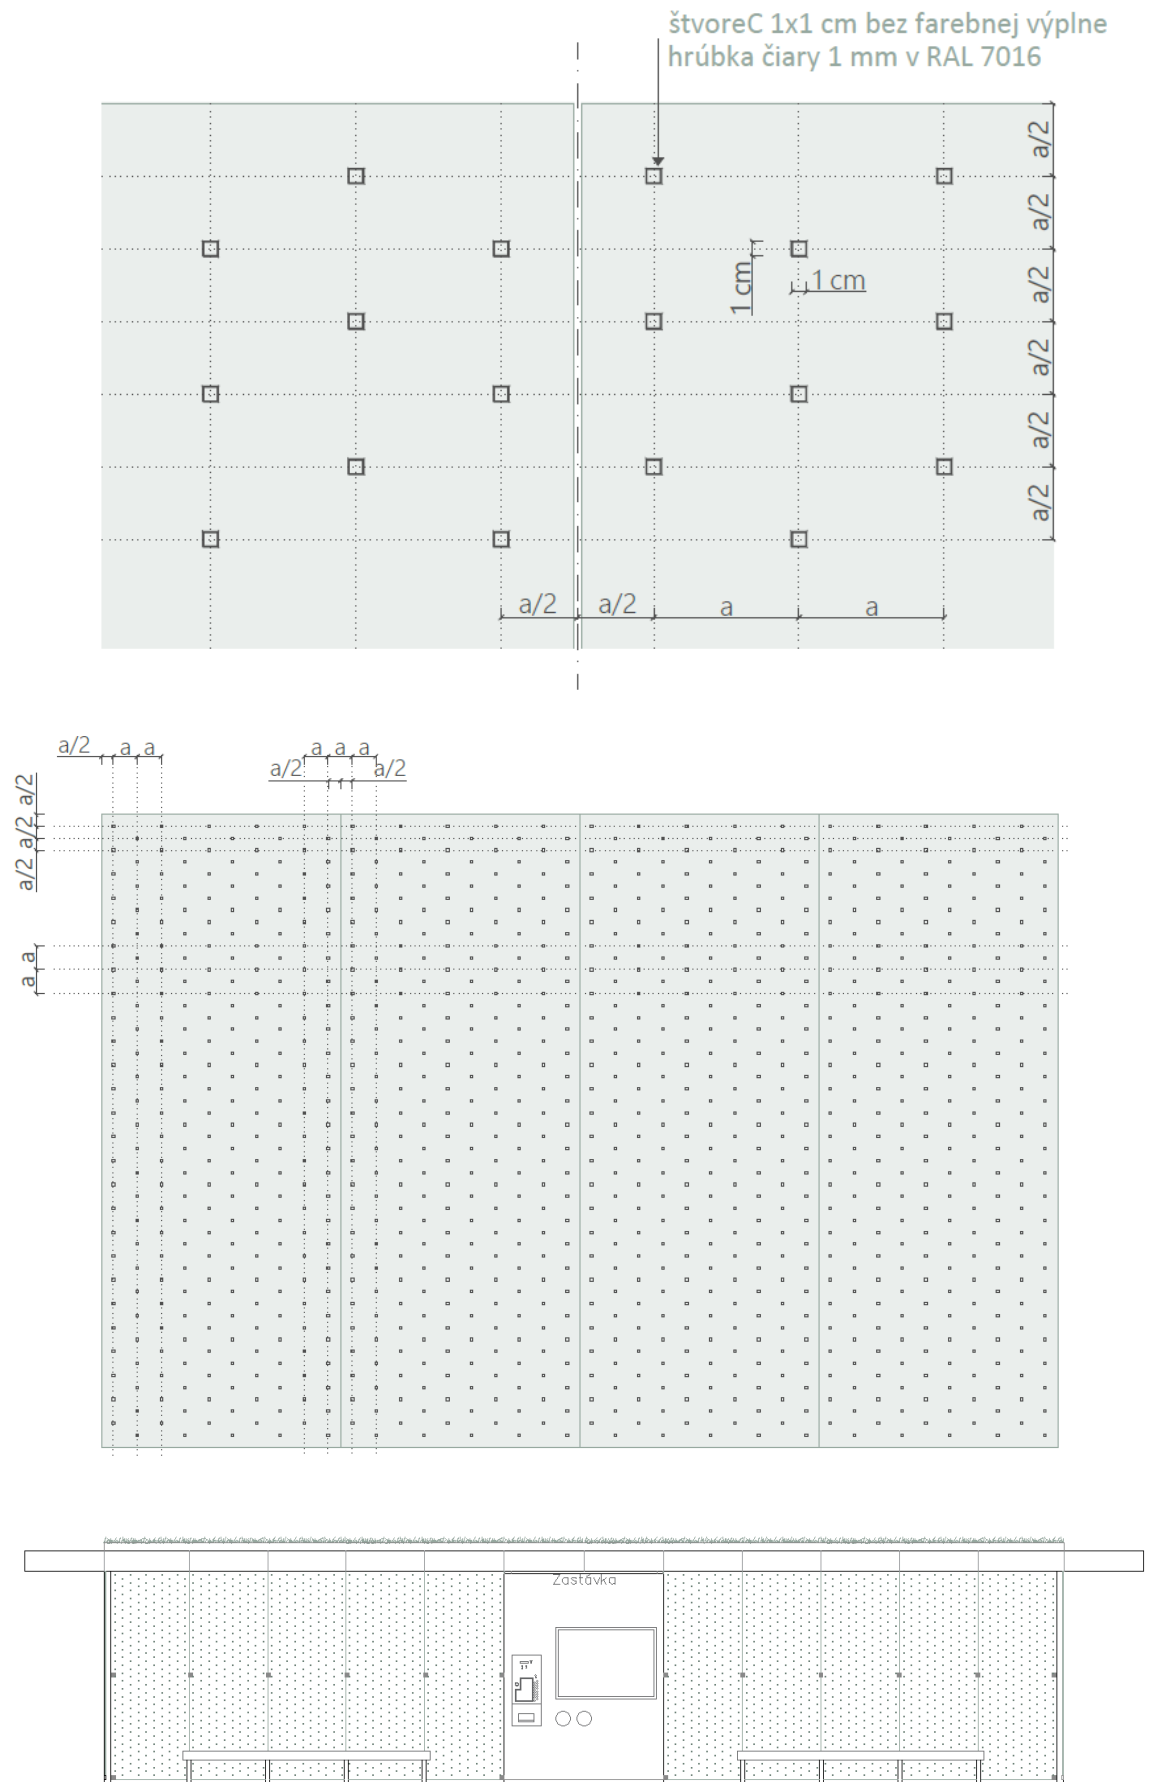 štvoreC 1x1 cm bez farebnej výplne
hrúbka čiary 1 mm v RAL 7016
a/2
a/2
a/2
a/2
a/2
a/2
1 cm
1 cm
a/2
a/2
a
a
a/2
a
a
a
a
a
a/2
a/2
a/2
a/2
a/2
a
a
Zastávka